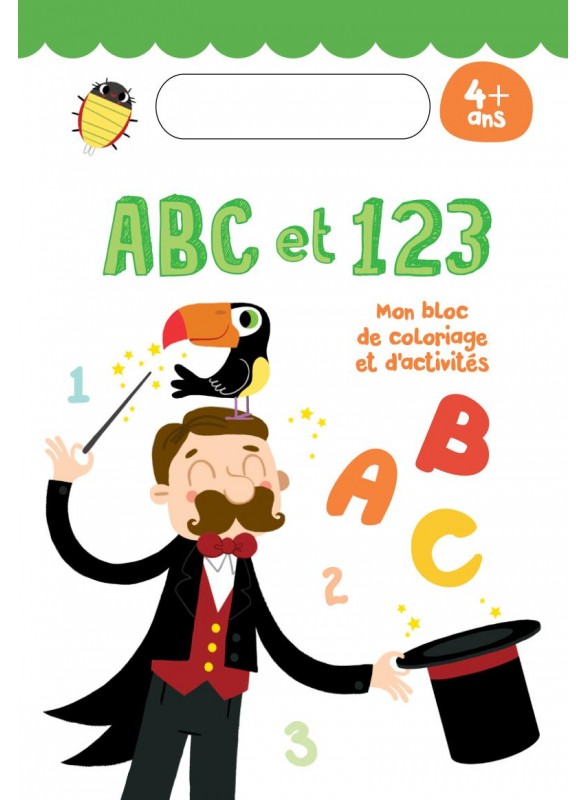 4+
ans
ABC et 123
Mon bloc
de coloriage
et d'activités
1
B
A
C
2
3